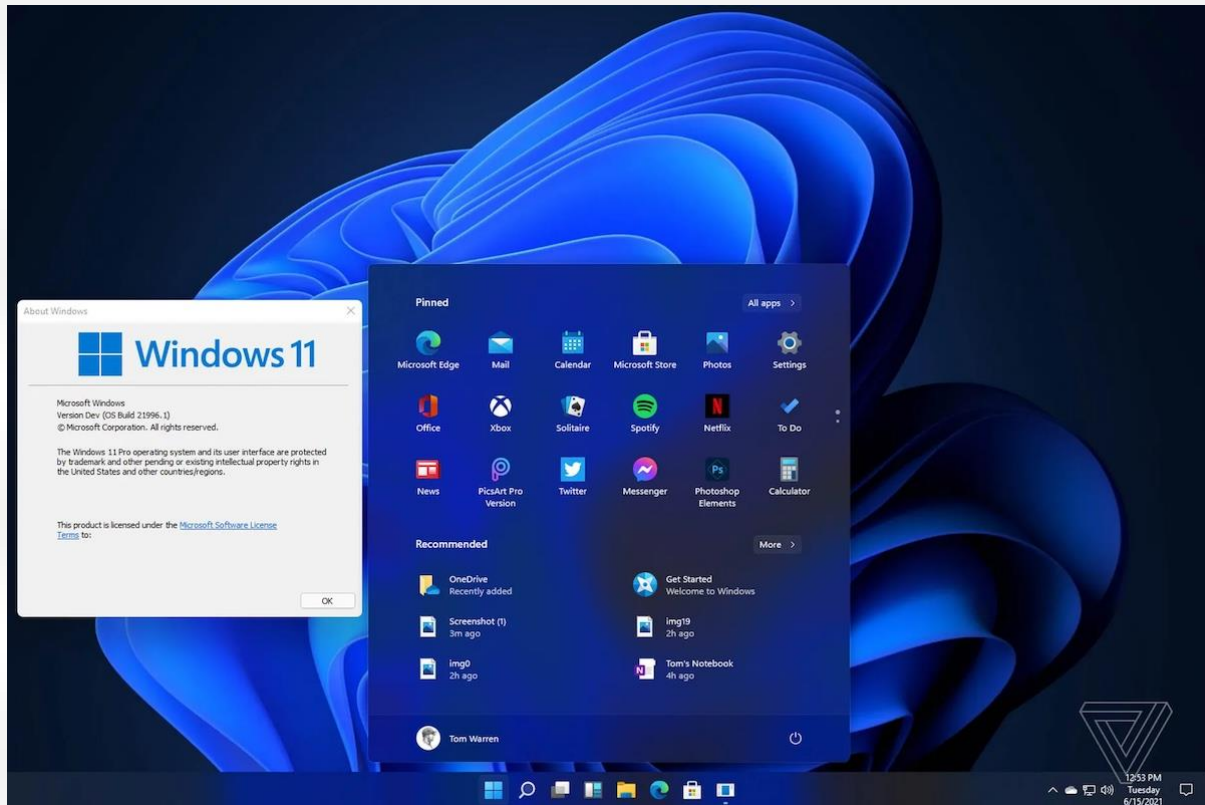 About Windows
Windows 11
Microsoft Windows
Version Dev (OS Build 21996.1)
© Microsoft Corporation. All rights reserved.
The Windows 11 Pro operating system and its user interface are protected
by trademark and other pending or existing intellectual property rights in
the United States and other countries/regions.
This product is licensed under the Microsoft Software License
Terms to:
OK
Pinned
All apps >
Microsoft Edge
Mail
Calendar
Microsoft Store
Photos
Settings
Office
Xbox
Solitaire
Spotify
Netflix
To Do
News
PicsArt Pro
Version
Twitter
Messenger
Ps
Photoshop
Elements
Calculator
Recommended
More >
OneDrive
Recently added
Get Started
Welcome to Windows
Screenshot (1)
3m ago
img19
2h ago
img0
2h ago
N
Tom's Notebook
4h ago
Tom Warren
12:53 PM
Tuesday
6/15/2021